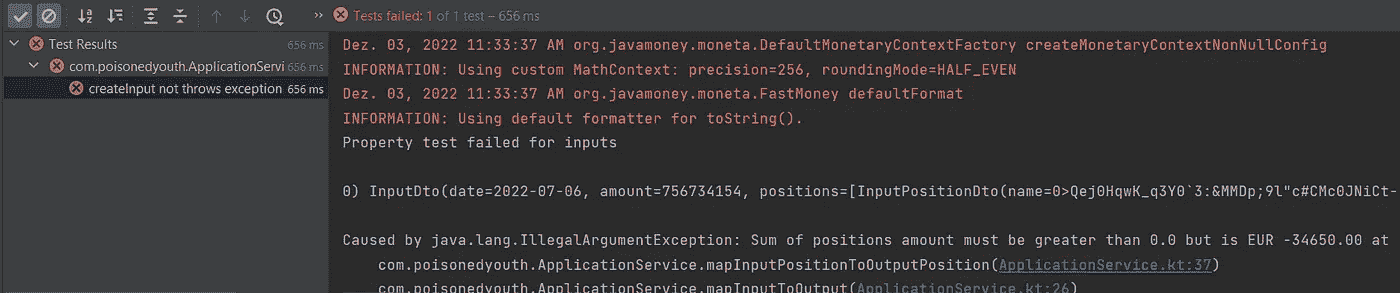 Tests failed: 1 of 1 test – 656 ms
Test Results 656 ms
com.poisonedyouth.ApplicationServi 656 ms
createInput not throws exception 656 ms
Dez. 03, 2022 11:33:37 AM org.javamoney.moneta.DefaultMonetaryContextFactory createMonetaryContextNonNullConfig
INFORMATION: Using custom MathContext: precision=256, roundingMode=HALF_EVEN
Dez. 03, 2022 11:33:37 AM org.javamoney.moneta.FastMoney defaultFormat
INFORMATION: Using default formatter for toString().
Property test failed for inputs
0) InputDto(date=2022-07-06, amount=756734154, positions=[InputPositionDto(name=0>Qej0HqwK_q3Y0`3:&MMDp;9l"c#CMc0JNiCt-
Caused by java.lang.IllegalArgumentException: Sum of positions amount must be greater than 0.0 but is EUR -34650.00 at
com.poisonedyouth.ApplicationService.mapInputPositionToOutputPosition(ApplicationService.kt:37)
com.poisonedyouth.ApplicationService.mapInputToOutput(ApplicationService.kt:26)